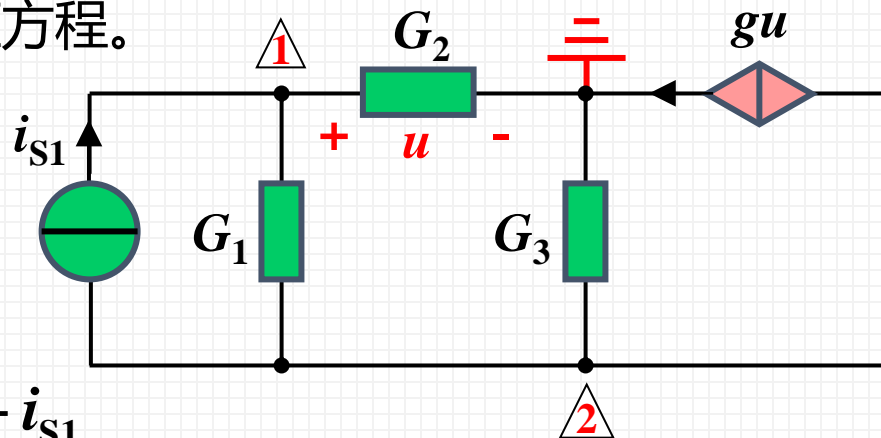 方程。
1
G2
gu
+ u -
iS1
G1
G3
2
- iS1